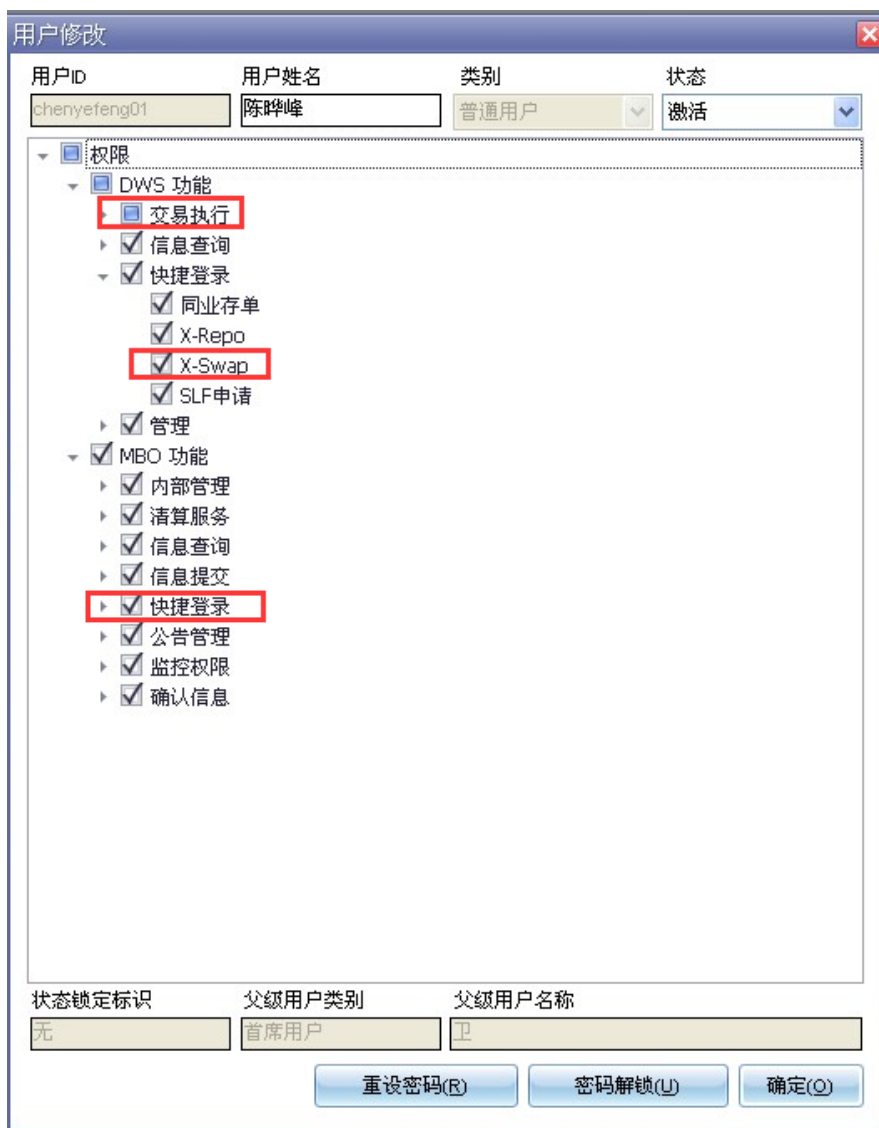 用户修改
用户ID 用户姓名 类别 状态
chenyefeng01 陈晔峰 普通用户 激活
权限
DWS 功能
交易执行
信息查询
快捷登录
同业存单
X-Repo
X-Swap
SLF申请
管理
MBO 功能
内部管理
清算服务
信息查询
信息提交
快捷登录
公告管理
监控权限
确认信息
状态锁定标识 父级用户类别 父级用户名称
无 首席用户 卫
重设密码(R) 密码解锁(U) 确定(O)